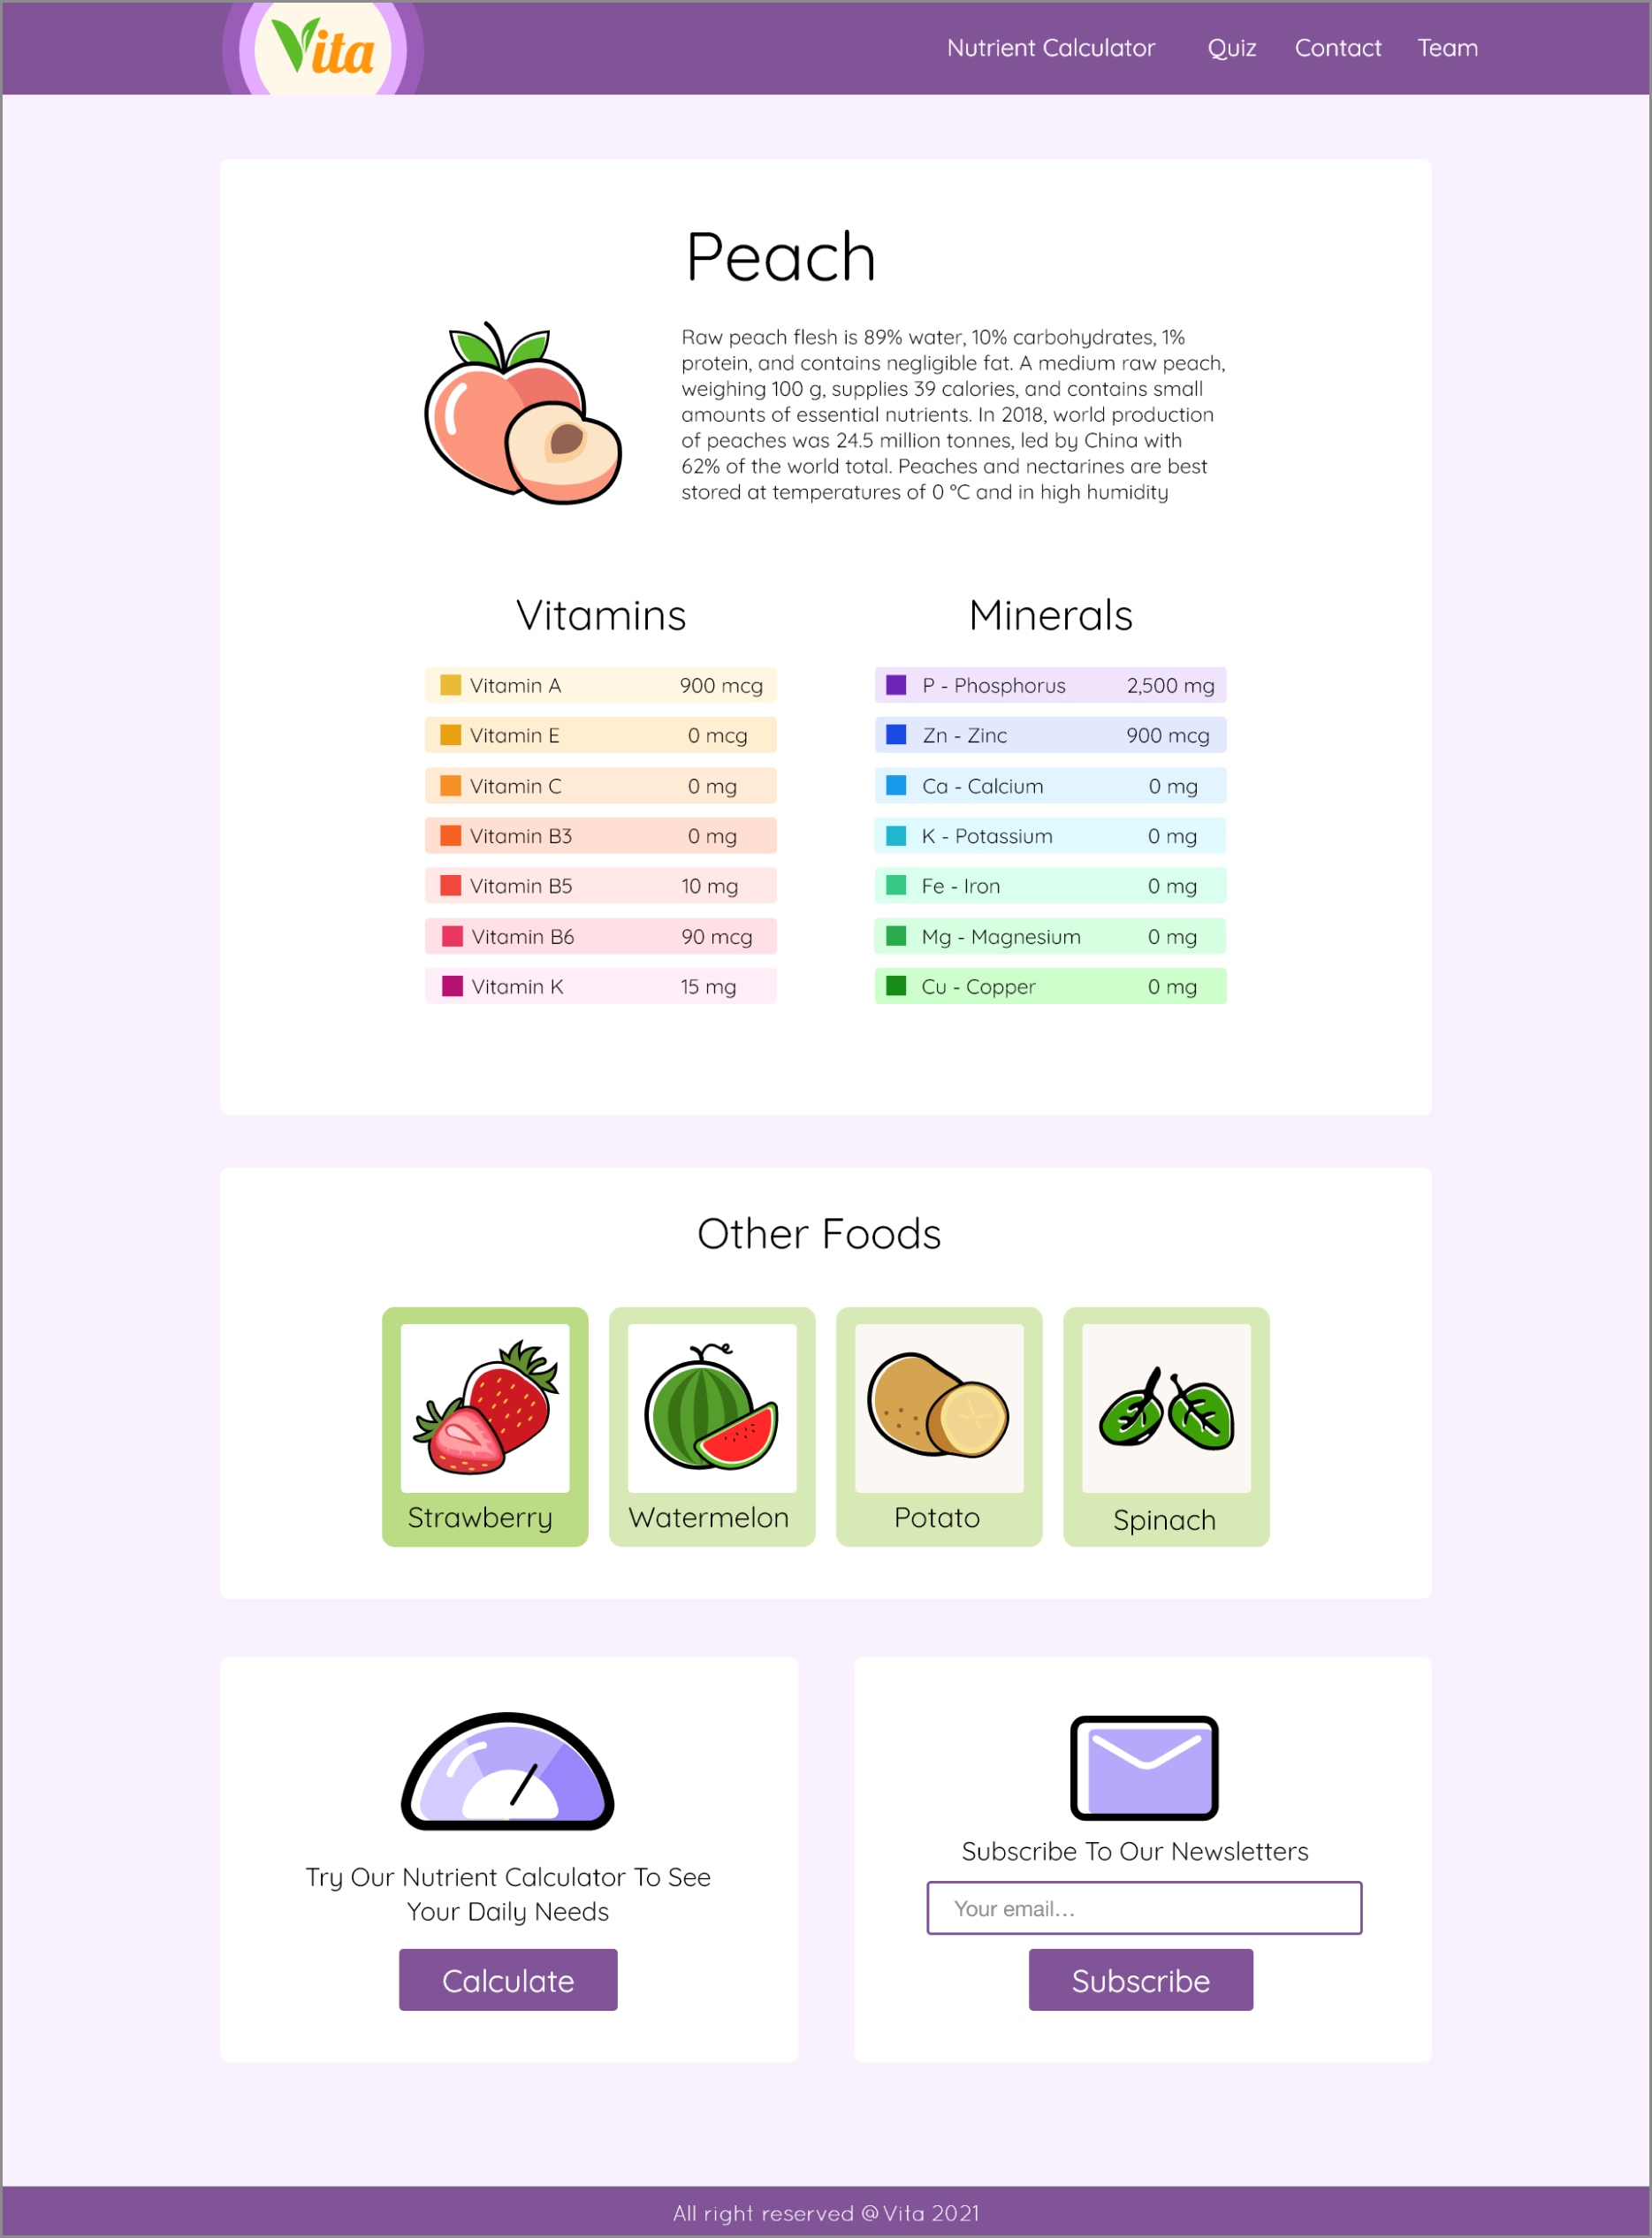 Vita
Nutrient Calculator Quiz Contact Team
Peach
Raw peach flesh is 89% water, 10% carbohydrates, 1%
protein, and contains negligible fat. A medium raw peach,
weighing 100 g, supplies 39 calories, and contains small
amounts of essential nutrients. In 2018, world production
of peaches was 24.5 million tonnes, led by China with
62% of the world total. Peaches and nectarines are best
stored at temperatures of 0 °C and in high humidity
Vitamins
Vitamin A 900 mcg
Vitamin E 0 mcg
Vitamin C 0 mg
Vitamin B3 0 mg
Vitamin B5 10 mg
Vitamin B6 90 mcg
Vitamin K 15 mg
Minerals
P - Phosphorus 2,500 mg
Zn - Zinc 900 mcg
Ca - Calcium 0 mg
K - Potassium 0 mg
Fe - Iron 0 mg
Mg - Magnesium 0 mg
Cu - Copper 0 mg
Other Foods
Strawberry
Watermelon
Potato
Spinach
Try Our Nutrient Calculator To See
Your Daily Needs
Calculate
Subscribe To Our Newsletters
Your email...
Subscribe
All right reserved @ Vita 2021